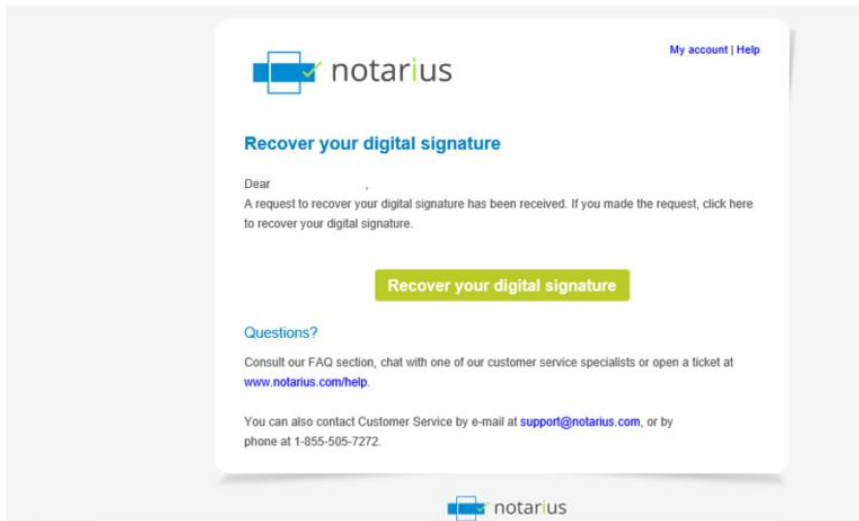 notarius
My account | Help
Recover your digital signature
Dear ,
A request to recover your digital signature has been received. If you made the request, click here
to recover your digital signature.
Recover your digital signature
Questions?
Consult our FAQ section, chat with one of our customer service specialists or open a ticket at
www.notarius.com/help.
You can also contact Customer Service by e-mail at support@notarius.com, or by
phone at 1-855-505-7272.
notarius